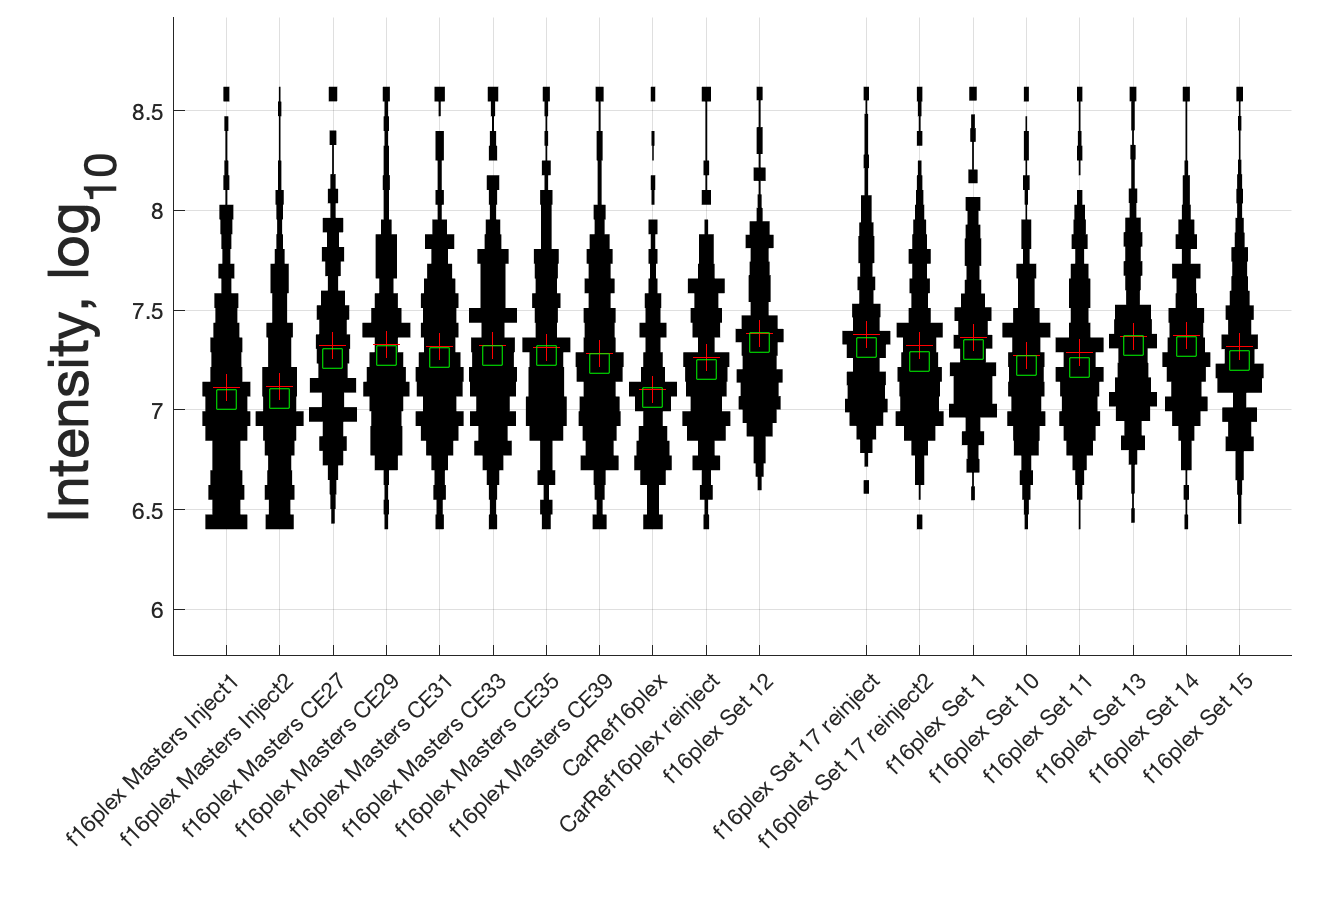 Intensity, log10
8.5
8
7.5
7
6.5
6
f16plex Masters Inject1
f16plex Masters Inject2
f16plex Masters CE27
f16plex Masters CE29
f16plex Masters CE31
f16plex Masters CE33
f16plex Masters CE35
f16plex Masters CE39
CarRef16plex
CarRef16plex reinject
f16plex Set 12
f16plex Set 17 reinject
f16plex Set 17 reinject2
f16plex Set 1
f16plex Set 10
f16plex Set 11
f16plex Set 13
f16plex Set 14
f16plex Set 15